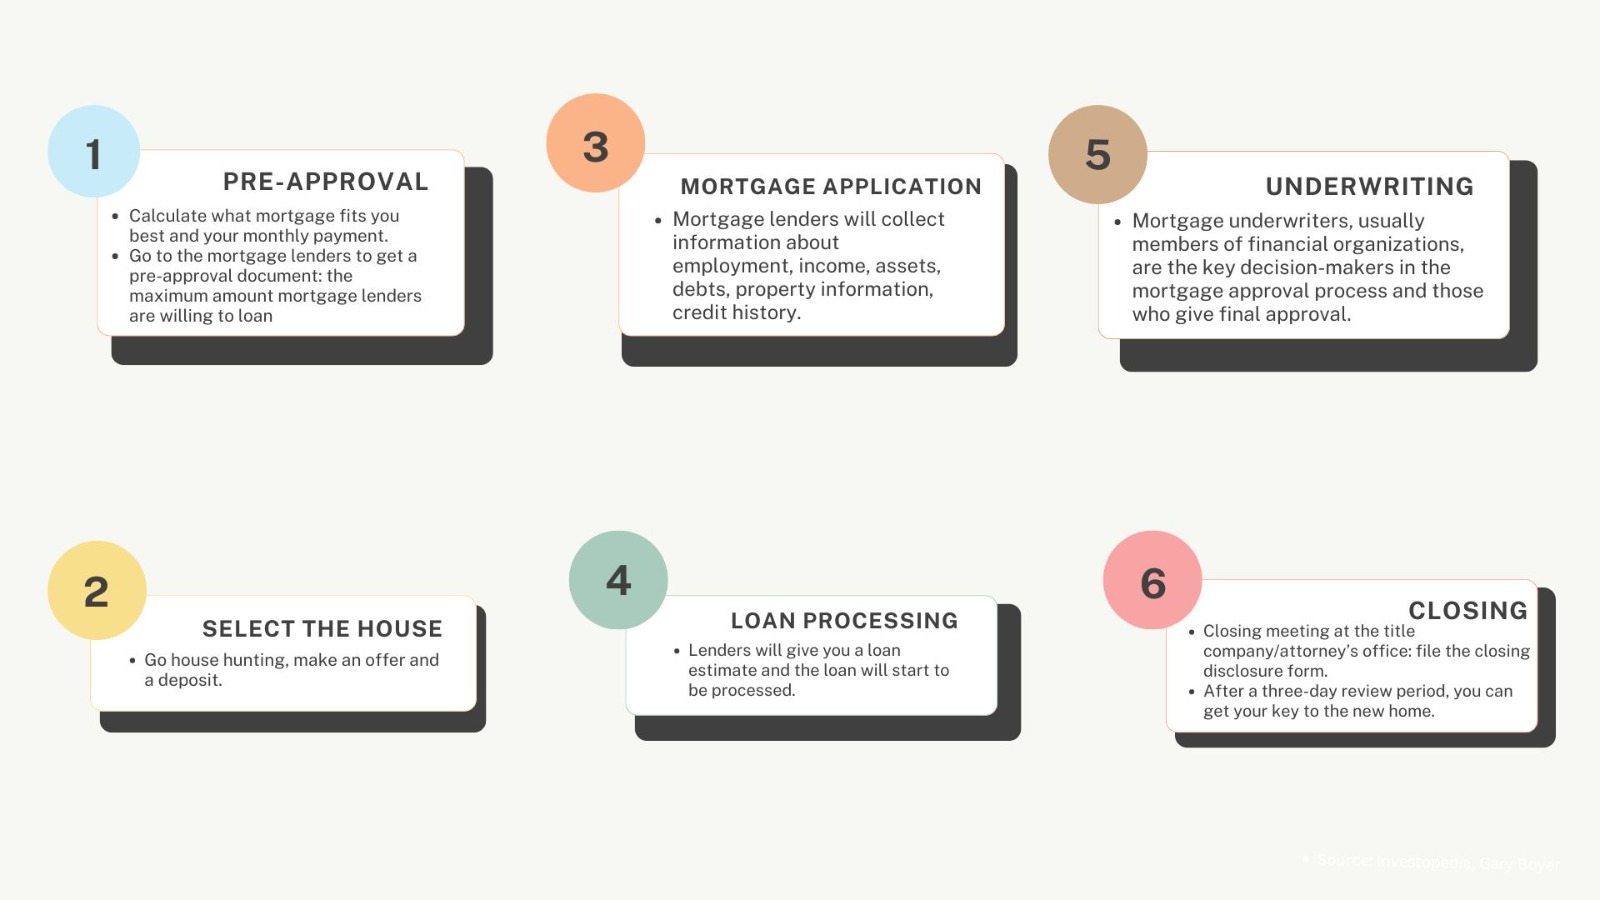 1
PRE-APPROVAL
• Calculate what mortgage fits you
best and your monthly payment.
• Go to the mortgage lenders to get a
pre-approval document: the
maximum amount mortgage lenders
are willing to loan
2
SELECT THE HOUSE
• Go house hunting, make an offer and
a deposit.
3
MORTGAGE APPLICATION
• Mortgage lenders will collect
information about
employment, income, assets,
debts, property information,
credit history.
4
LOAN PROCESSING
• Lenders will give you a loan
estimate and the loan will start to
be processed.
5
UNDERWRITING
• Mortgage underwriters, usually
members of financial organizations,
are the key decision-makers in the
mortgage approval process and those
who give final approval.
6
CLOSING
• Closing meeting at the title
company/attorney's office: file the closing
disclosure form.
• After a three-day review period, you can
get your key to the new home.
• Source: Investopedia, Gary Boyer